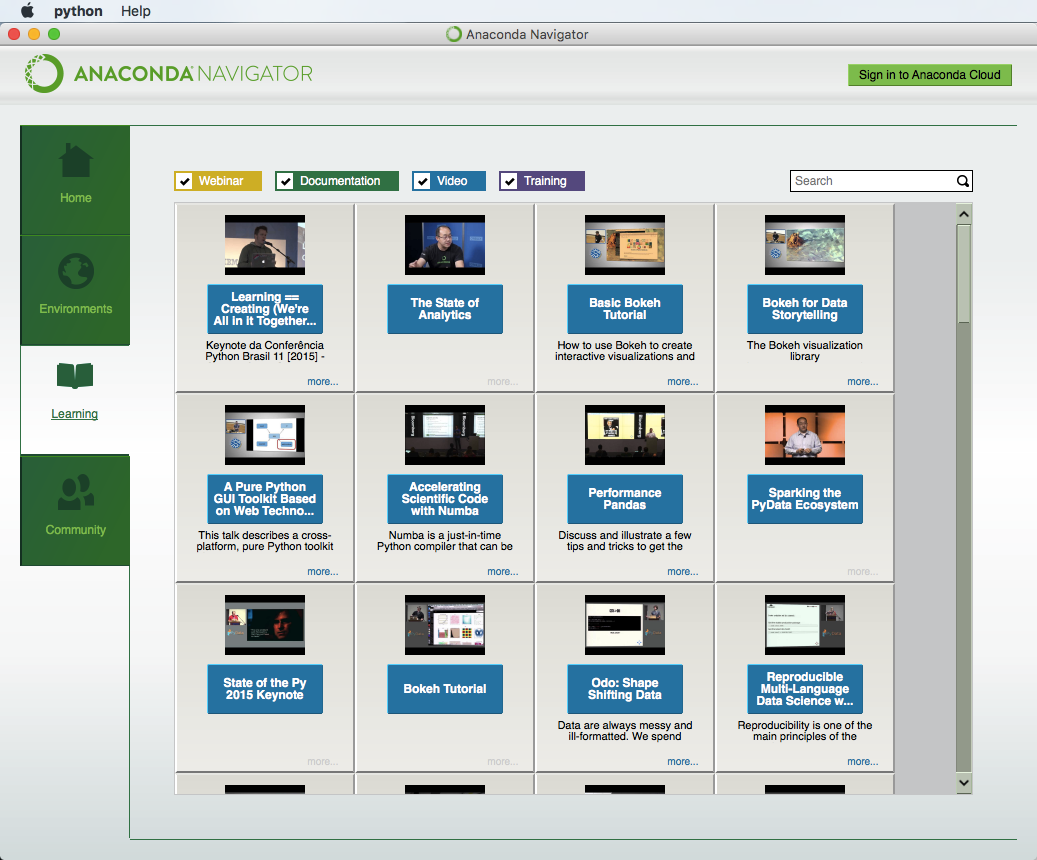 python Help
Anaconda Navigator
ANACONDA NAVIGATOR
Sign in to Anaconda Cloud
Home
Environments
Learning
Community
Webinar
Documentation
Video
Training
Search
Learning ==
Creating (We're
All In It Together...
Keynote da Conferência
Python Brasil 11 [2015] -
more...
The State of
Analytics
more...
Basic Bokeh
Tutorial
How to use Bokeh to create
interactive visualizations and
more...
Bokeh for Data
Storytelling
The Bokeh visualization
library
more...
A Pure Python
GUI Toolkit Based
on Web Techno...
This talk describes a cross-
platform, pure Python toolkit
more...
Accelerating
Scientific Code
with Numba
Numba is a just-in-time
Python compiler that can be
more...
Performance
Pandas
Discuss and illustrate a few
tips and tricks to get the
more...
Sparking the
PyData Ecosystem
more...
State of the Py
2015 Keynote
more...
Bokeh Tutorial
more...
Odo: Shape
Shifting Data
Data are always messy and
ill-formatted. We spend
more...
Reproducible
Multi-Language
Data Science w...
Reproducibility is one of the
main principles of the
more...